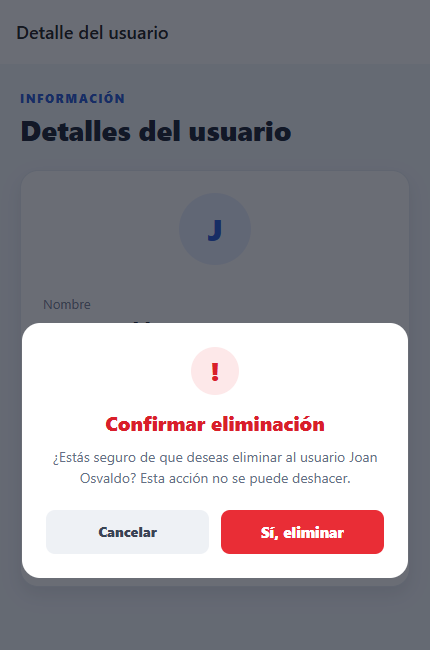 Detalle del usuario
INFORMACIÓN
Detalles del usuario
J
Nombre
!
Confirmar eliminación
¿Estás seguro de que deseas eliminar al usuario Joan
Osvaldo? Esta acción no se puede deshacer.
Cancelar
Sí, eliminar